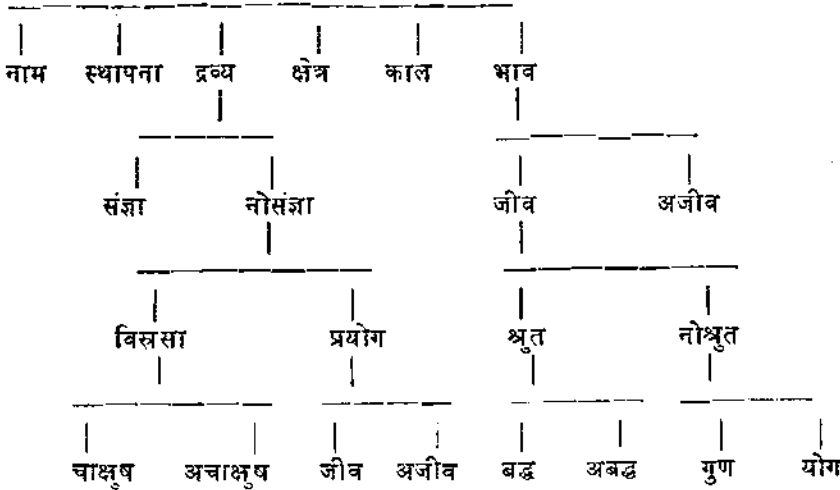 नाम स्थापना द्रव्य क्षेत्र काल भाव
संज्ञा नोसंज्ञा जीव अजीव
विस्रसा प्रयोग श्रुत नोश्रुत
चाक्षुष अचाक्षुष जीव अजीव बद्ध अबद्ध गुण योग